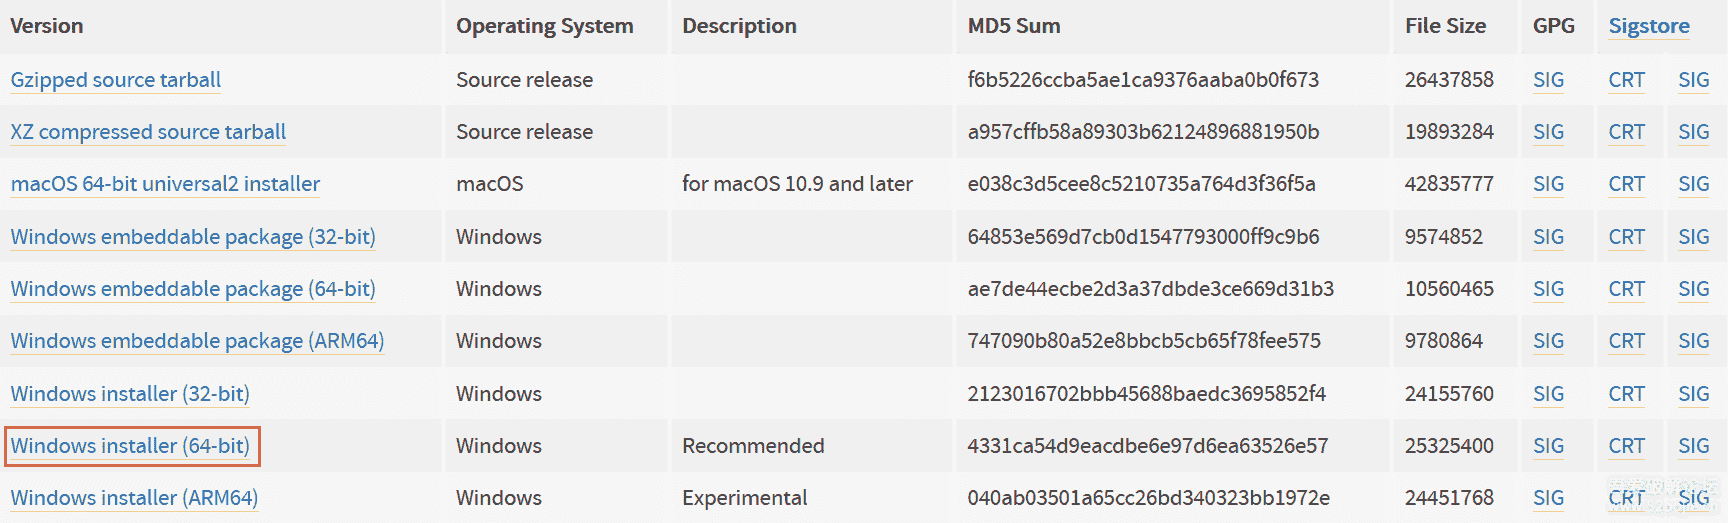 Version Operating System Description MD5 Sum File Size GPG Sigstore
Gzipped source tarball Source release f6b5226ccba5ae1ca9376aaba0b0f673 26437858 SIG CRT SIG
XZ compressed source tarball Source release a957cffb58a89303b62124896881950b 19893284 SIG CRT SIG
macOS 64-bit universal2 installer macOS for macOS 10.9 and later e038c3d5cee8c5210735a764d3f36f5a 42835777 SIG CRT SIG
Windows embeddable package (32-bit) Windows 64853e569d7cb0d1547793000ff9c9b6 9574852 SIG CRT SIG
Windows embeddable package (64-bit) Windows ae7de44ecbe2d3a37dbde3ce669d31b3 10560465 SIG CRT SIG
Windows embeddable package (ARM64) Windows 747090b80a52e8bbcb5cb65f78fee575 9780864 SIG CRT SIG
Windows installer (32-bit) Windows 2123016702bbb45688baedc3695852f4 24155760 SIG CRT SIG
Windows installer (64-bit) Windows Recommended 4331ca54d9eacdbe6e97d6ea63526e57 25325400 SIG CRT SIG
Windows installer (ARM64) Windows Experimental 040ab03501a65cc26bd340323bb1972e 24451768 SIG CRT SIG